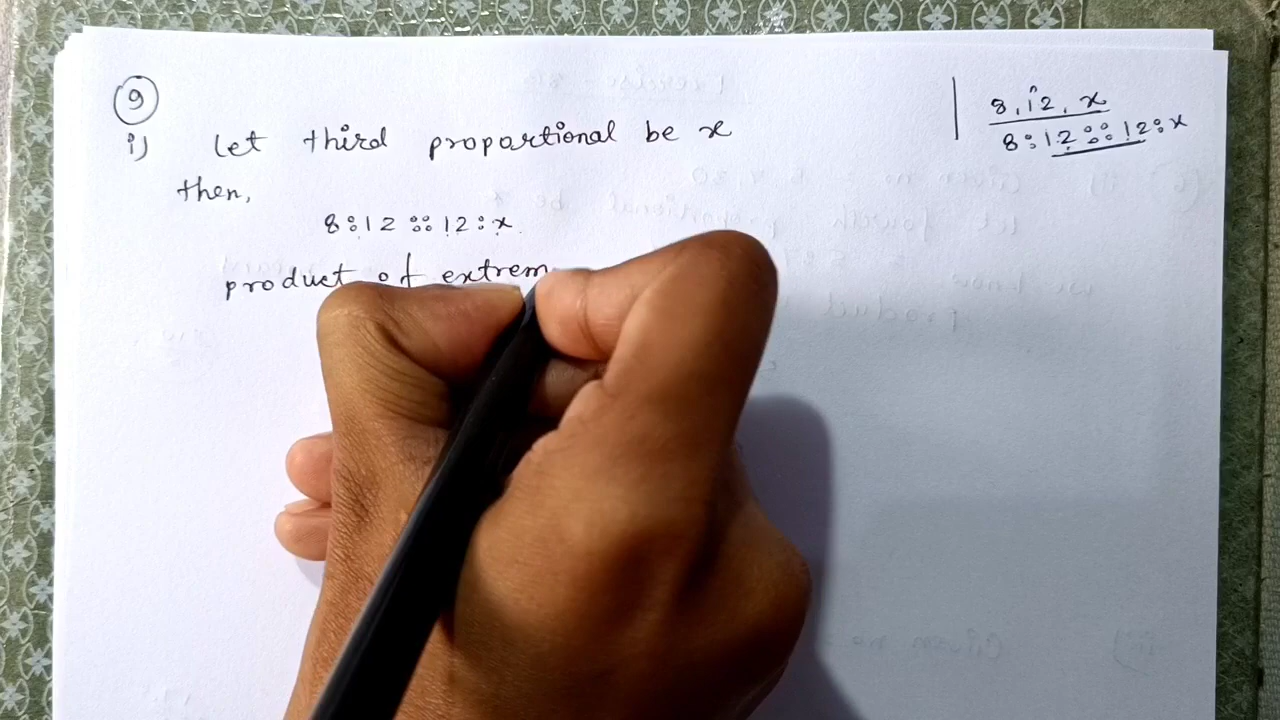 9
i) Let third proportional be x
then,
8:12::12:x
product of extrem
8, 12, x
8:12::12:x